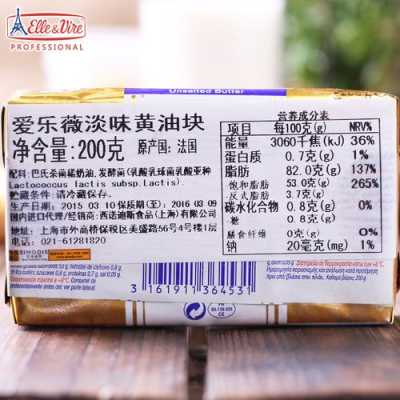 Elle&Vire
PROFESSIONAL
Unsalted Butter
爱乐薇淡味黄油块
净含量:200克 原产国:法国
配料:巴氏杀菌稀奶油,发酵菌(乳酸乳球菌乳酸亚种
Lactococcus lactis subsp.Lactis).
贮藏条件:请冷藏保存.
生产日期:2015 03 10 保质期(至):2016 03 09
国内进口代理/经销商:西诺迪斯食品(上海)有限公司
上海市外高桥保税区美盛路56号4号楼1层
电话:021-61281820
营养成分表
项目 每100克(g) NRV%
能量 3060千焦(kJ) 36%
蛋白质 0.7克(g) 1%
脂肪 82.0克(g) 137%
饱和脂肪 53.0克(g) 265%
反式脂肪 3.7克(g)
碳水化合物 0.8克(g) 0%
-糖 0.8克(g)
膳食纤维 0克(g) 0%
钠 20毫克(mg) 1%
SINODIS
3 161911 364531